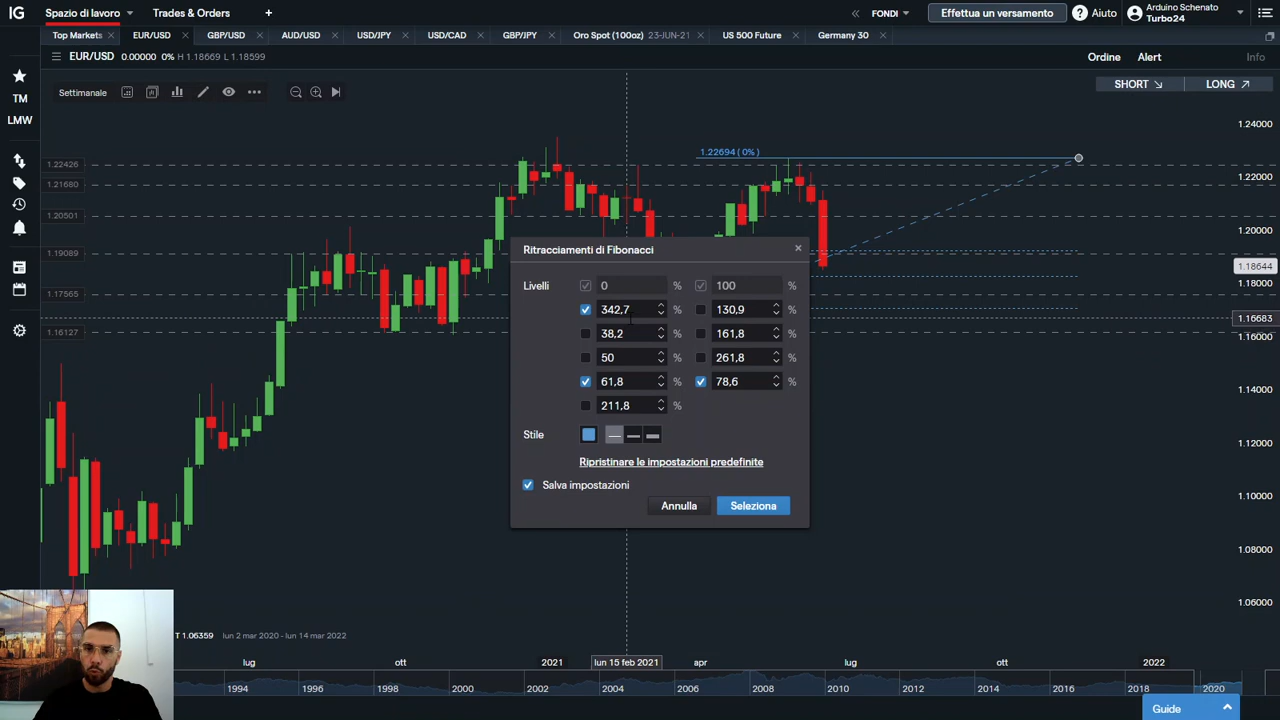 IG Spazio di lavoro Trades & Orders + FONDI Effettua un versamento ? Aiuto Arduino Schenato
Turbo24
Top Markets × EUR/USD × GBP/USD × AUD/USD × USD/JPY × USD/CAD × GBP/JPY × Oro Spot (100oz) 23-JUN-21 × US 500 Future × Germany 30 ×
EUR/USD 0.00000 0% H 1.18669 L 1.18599 Ordine Alert Info
Settimanale SHORT LONG
TM
LMW
1.24000
1.22694 (0%)
1.22426
1.22000
1.21680
1.20501
1.20000
1.19089
1.18644
1.18000
1.17565
1.16683
1.16127
1.16000
1.14000
1.12000
1.10000
1.08000
1.06000
Ritracciamenti di Fibonacci ×
Livelli 0 % 100 %
342,7 % 130,9 %
38,2 % 161,8 %
50 % 261,8 %
61,8 % 78,6 %
211,8 %
Stile
Ripristinare le impostazioni predefinite
Salva impostazioni
Annulla Seleziona
T 1.06359 lun 2 mar 2020 - lun 14 mar 2022
lug ott 2021 lun 15 feb 2021 apr lug ott 2022
1994 1996 1998 2000 2002 2004 2006 2008 2010 2012 2014 2016 2018 2020
Guide